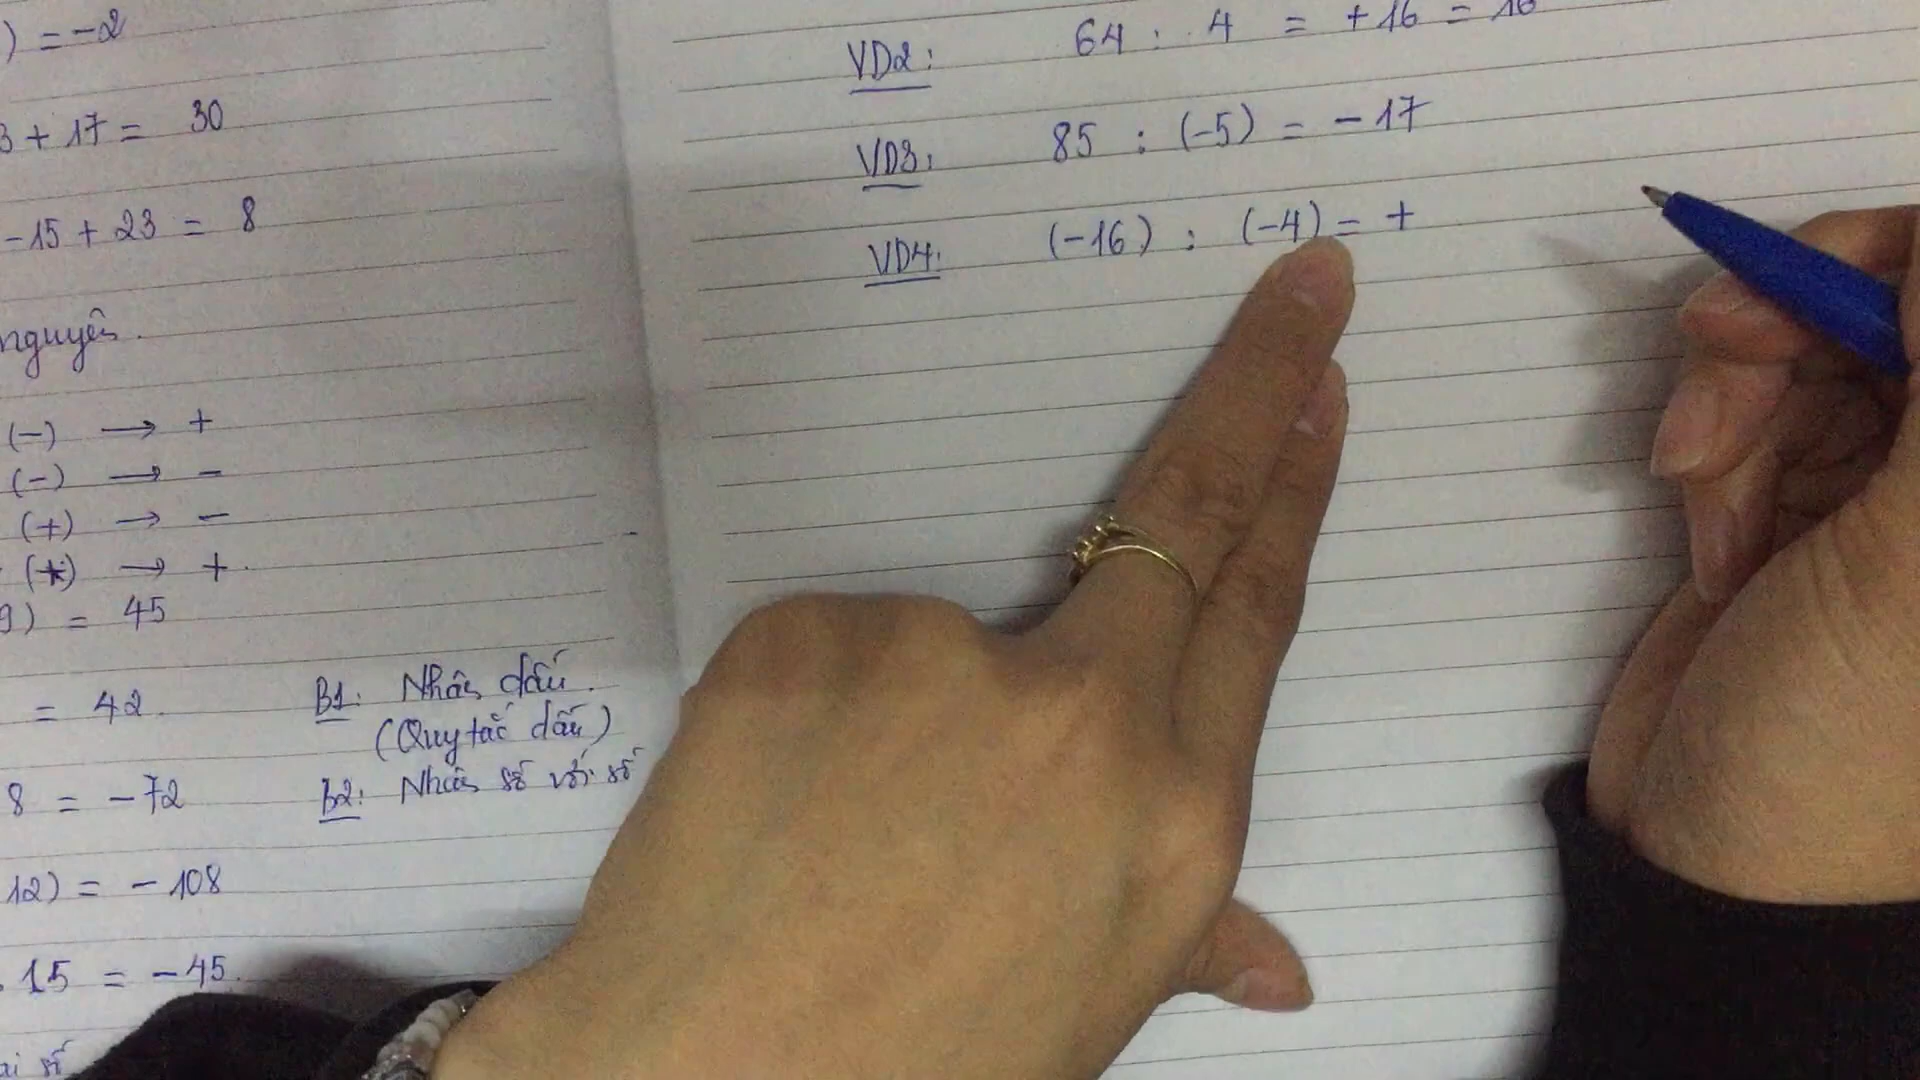 ) = -2
3 + 17 = 30
-15 + 23 = 8
nguyên.
(-) → +
(-) → -
(+) → -
(+) → +.
9) = 45
= 42.
B1: Nhân dấu.
(Quy tắc dấu)
8 = -72
B2: Nhân số với số
12) = - 108
. 15 = -45.
số
VD2: 64 : 4 = +16 = 16
VD3: 85 : (-5) = -17
VD4: (-16) : (-4) = +